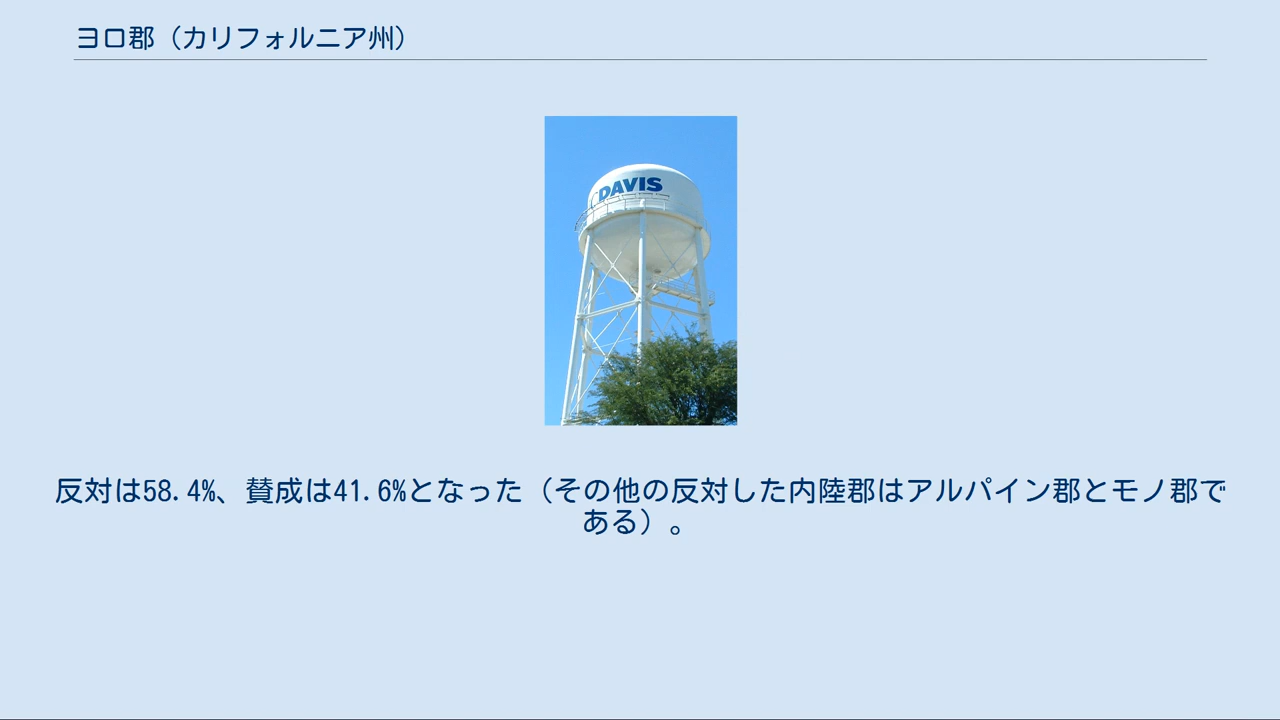 ヨロ郡（カリフォルニア州）
DAVIS
反対は58.4%、賛成は41.6%となった（その他の反対した内陸郡はアルパイン郡とモノ郡で
ある）。